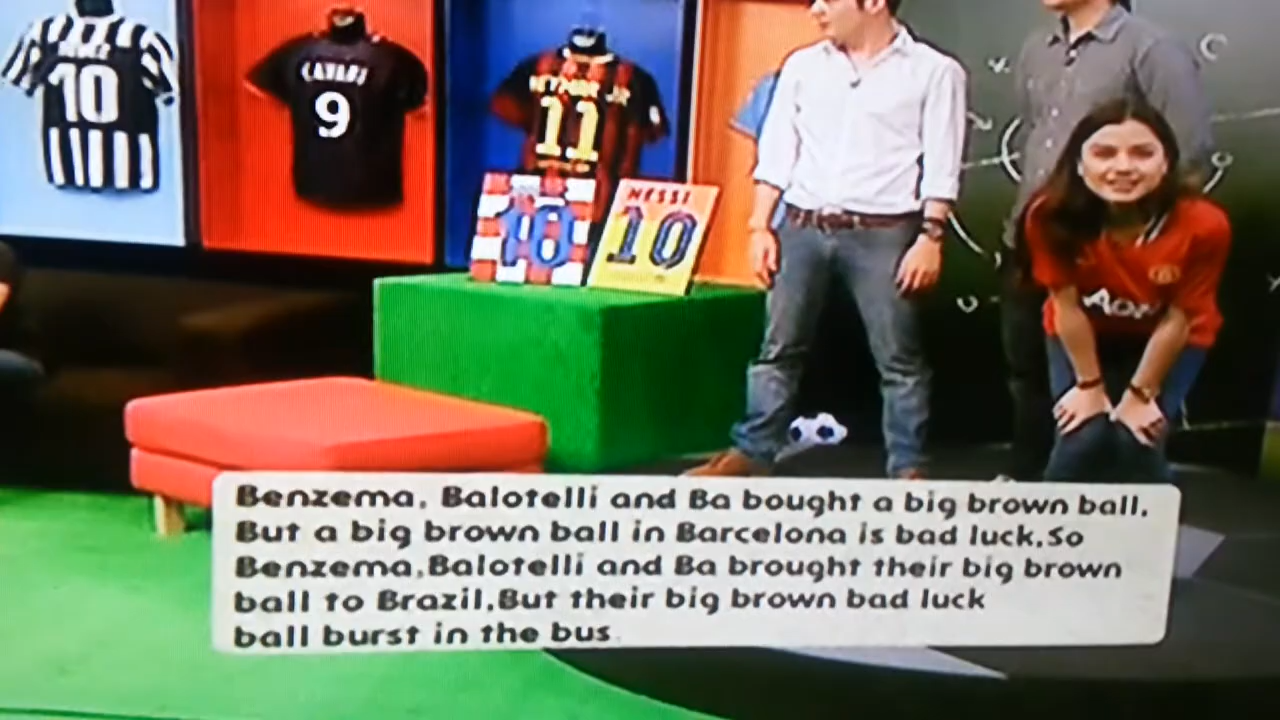 10
CAVANI
9
NEYMAR JR
11
10
MESSI
10
AON
Benzema, Balotelli and Ba bought a big brown ball,
But a big brown ball in Barcelona is bad luck.So
Benzema,Balotelli and Ba brought their big brown
ball to Brazil,But their big brown bad luck
ball burst in the bus.